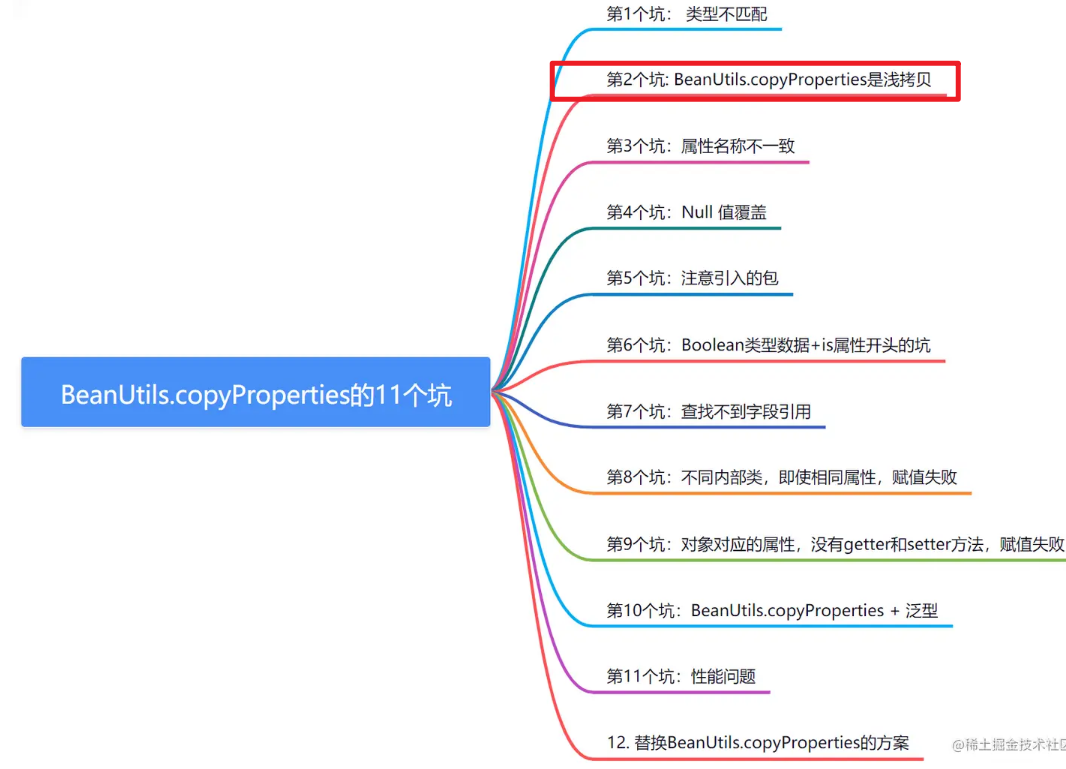 第1个坑： 类型不匹配
第2个坑: BeanUtils.copyProperties是浅拷贝
第3个坑：属性名称不一致
第4个坑：Null 值覆盖
第5个坑：注意引入的包
第6个坑：Boolean类型数据+is属性开头的坑
BeanUtils.copyProperties的11个坑
第7个坑：查找不到字段引用
第8个坑：不同内部类，即使相同属性，赋值失败
第9个坑：对象对应的属性，没有getter和setter方法，赋值失败
第10个坑：BeanUtils.copyProperties + 泛型
第11个坑：性能问题
12. 替换BeanUtils.copyProperties的方案
@稀土掘金技术社区